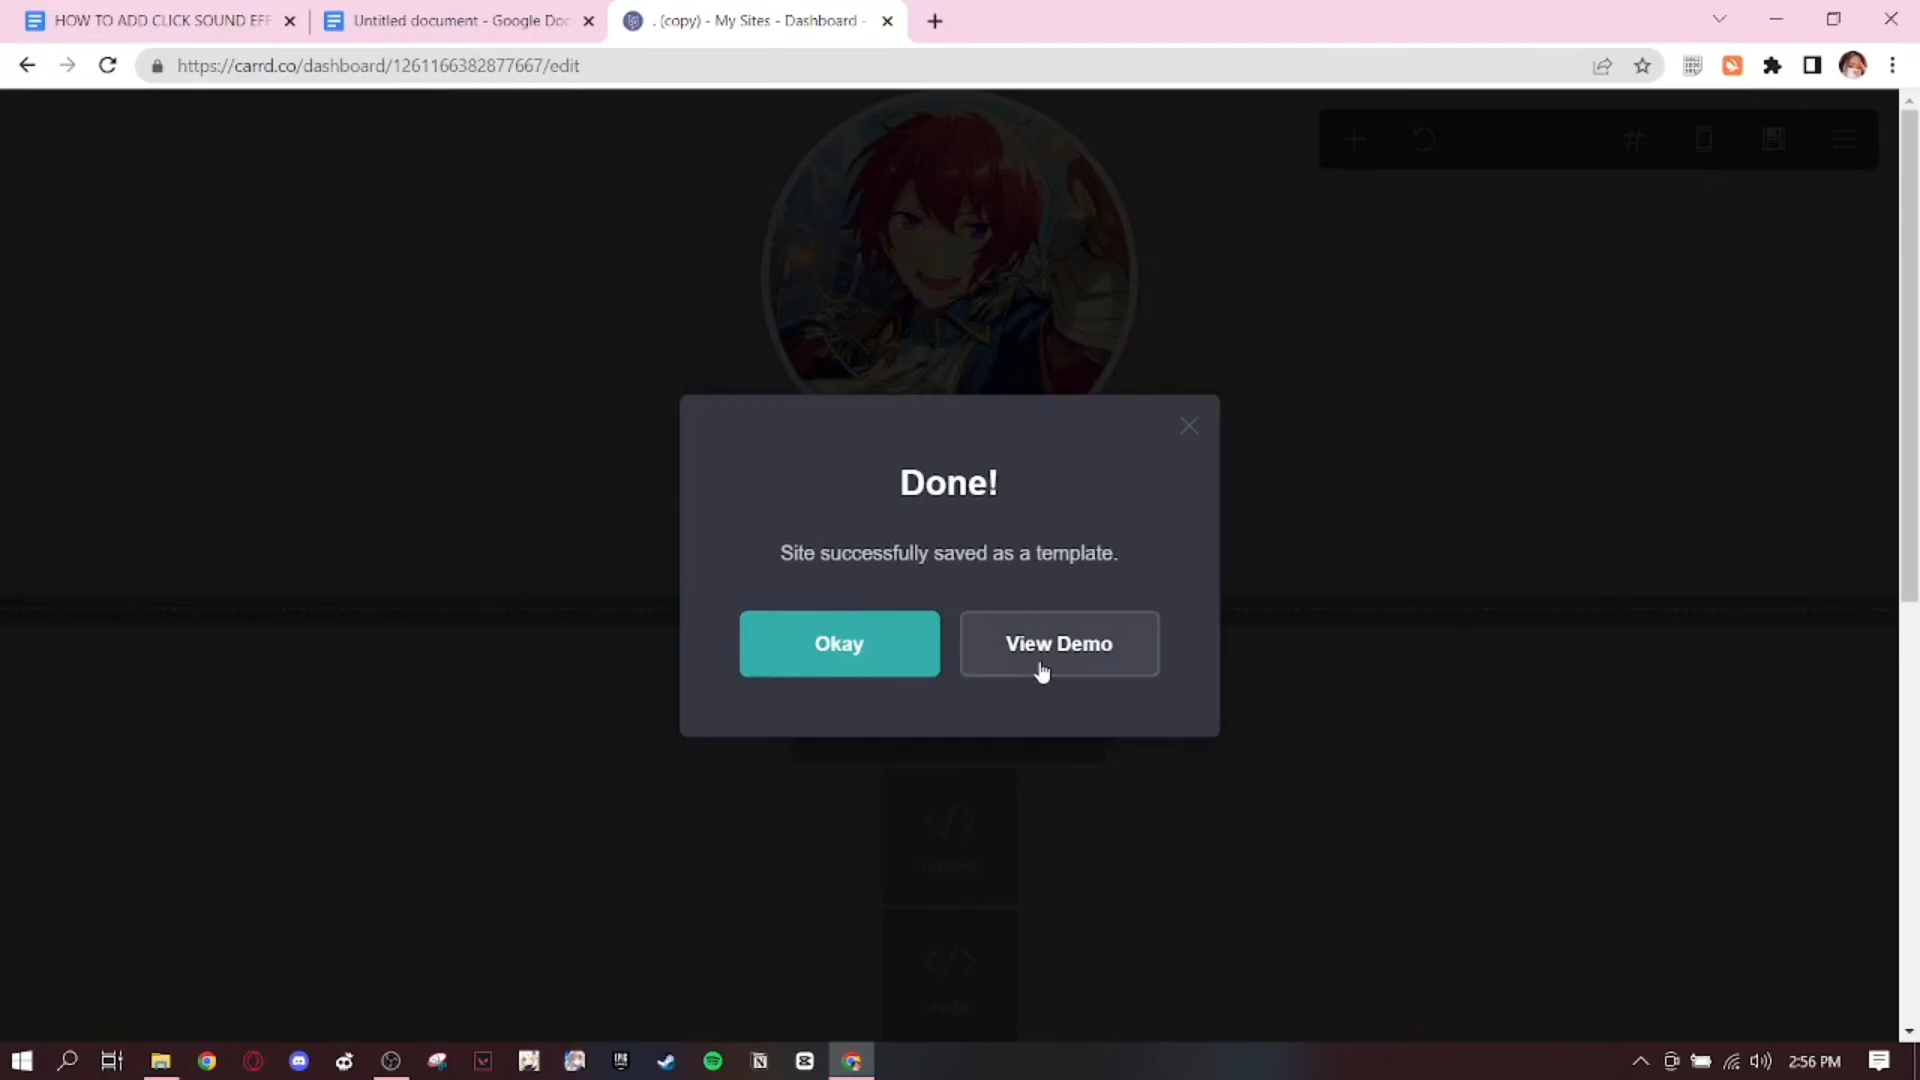 HOW TO ADD CLICK SOUND EFF
Untitled document - Google Doc
. (copy) - My Sites - Dashboard -
https://carrd.co/dashboard/1261166382877667/edit
Done!
Site successfully saved as a template.
Okay
View Demo
2:56 PM